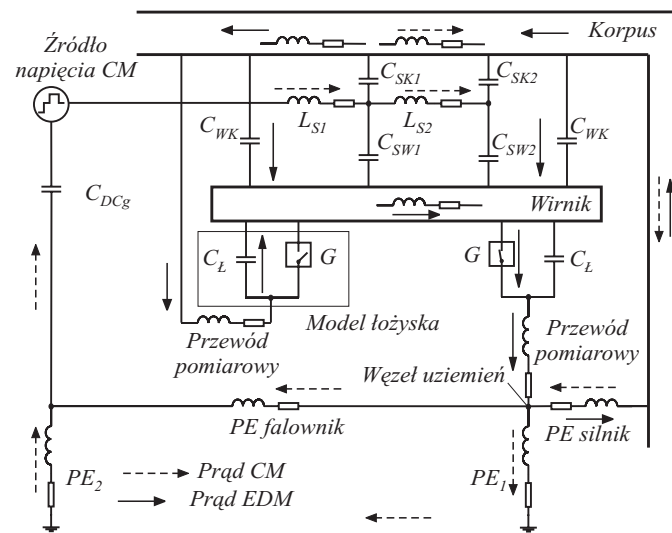 Źródło
napięcia CM
Korpus
C_SK1
C_SK2
L_S1
L_S2
C_WK
C_SW1
C_SW2
C_WK
C_DCg
Wirnik
C_Ł
G
G
C_Ł
Model łożyska
Przewód
pomiarowy
Przewód
pomiarowy
Węzeł uziemień
PE falownik
PE silnik
PE_2
Prąd CM
PE_1
Prąd EDM